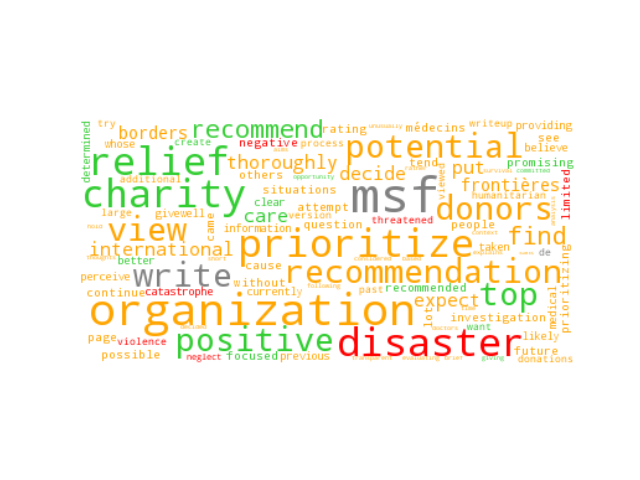 try
borders
recommend
rating
médecins
writeup
providing
whose
create
negative
process
potential
see
believe
determined
relief
thoroughly
tend
put
promising
others
decide
viewed
humanitarian
committed
additional
opportunity
charity
situations
msf
frontières
limited
clear
large
givewell
came
care
version
attempt
threatened
donors
view
information
question
people
find
international
prioritize
taken
better
cause
perceive
write
without
currently
recommendation
past
recommended
continue
catastrophe
organization
expect
lot
top
medical
prioritizing
de
investigation
want
page
violence
positive
disaster
likely
possible
neglect
focused
previous
giving
future
donations